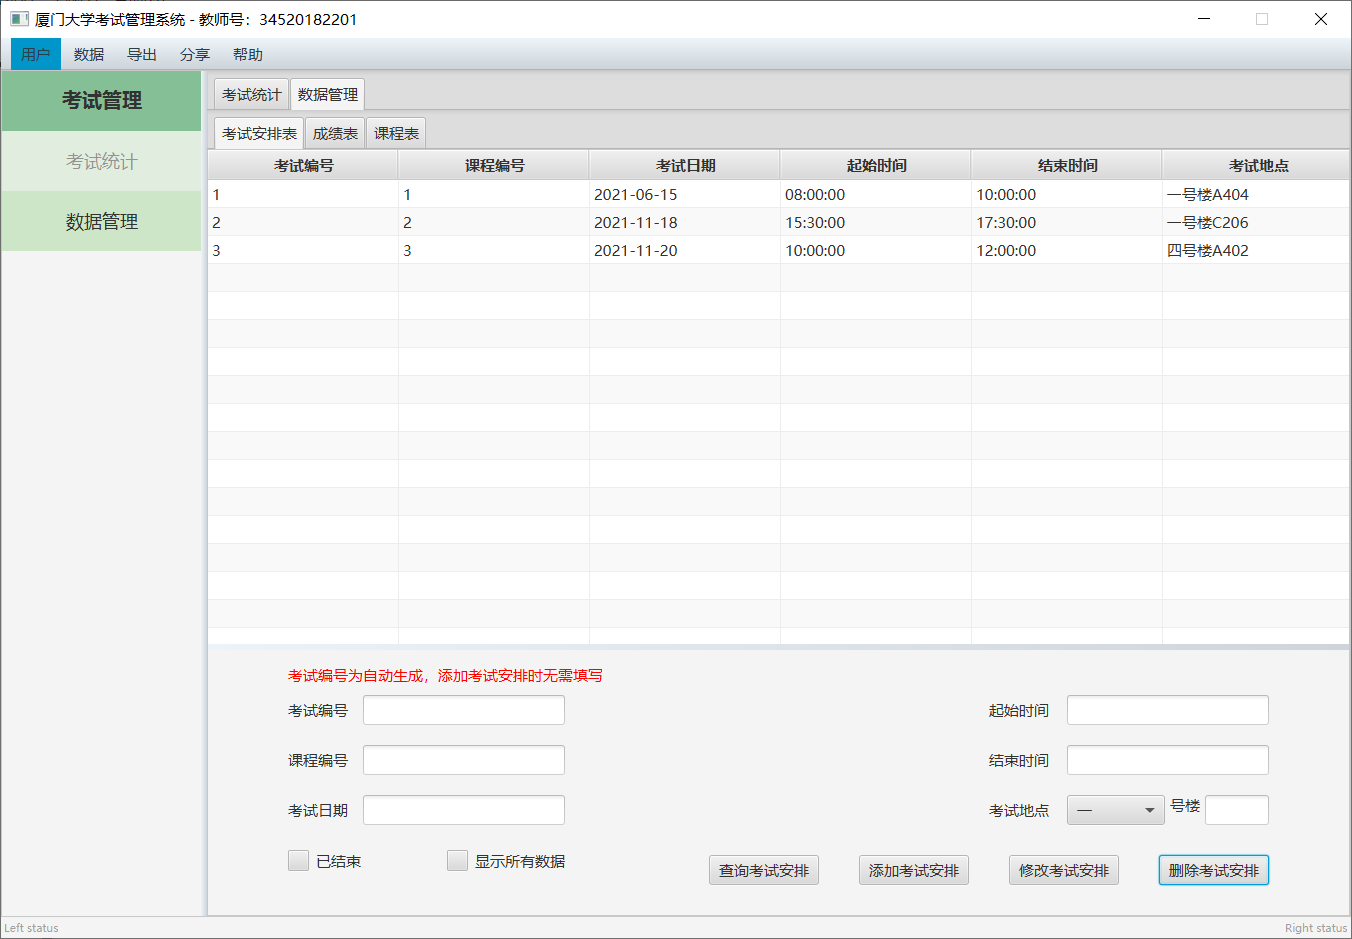 厦门大学考试管理系统 - 教师号：34520182201
用户 数据 导出 分享 帮助
考试管理
考试统计
数据管理
考试统计 数据管理
考试安排表 成绩表 课程表
考试编号 课程编号 考试日期 起始时间 结束时间 考试地点
1 1 2021-06-15 08:00:00 10:00:00 一号楼A404
2 2 2021-11-18 15:30:00 17:30:00 一号楼C206
3 3 2021-11-20 10:00:00 12:00:00 四号楼A402
考试编号为自动生成，添加考试安排时无需填写
考试编号 起始时间
课程编号 结束时间
考试日期 考试地点 一 号楼
已结束 显示所有数据 查询考试安排 添加考试安排 修改考试安排 删除考试安排
Left status Right status